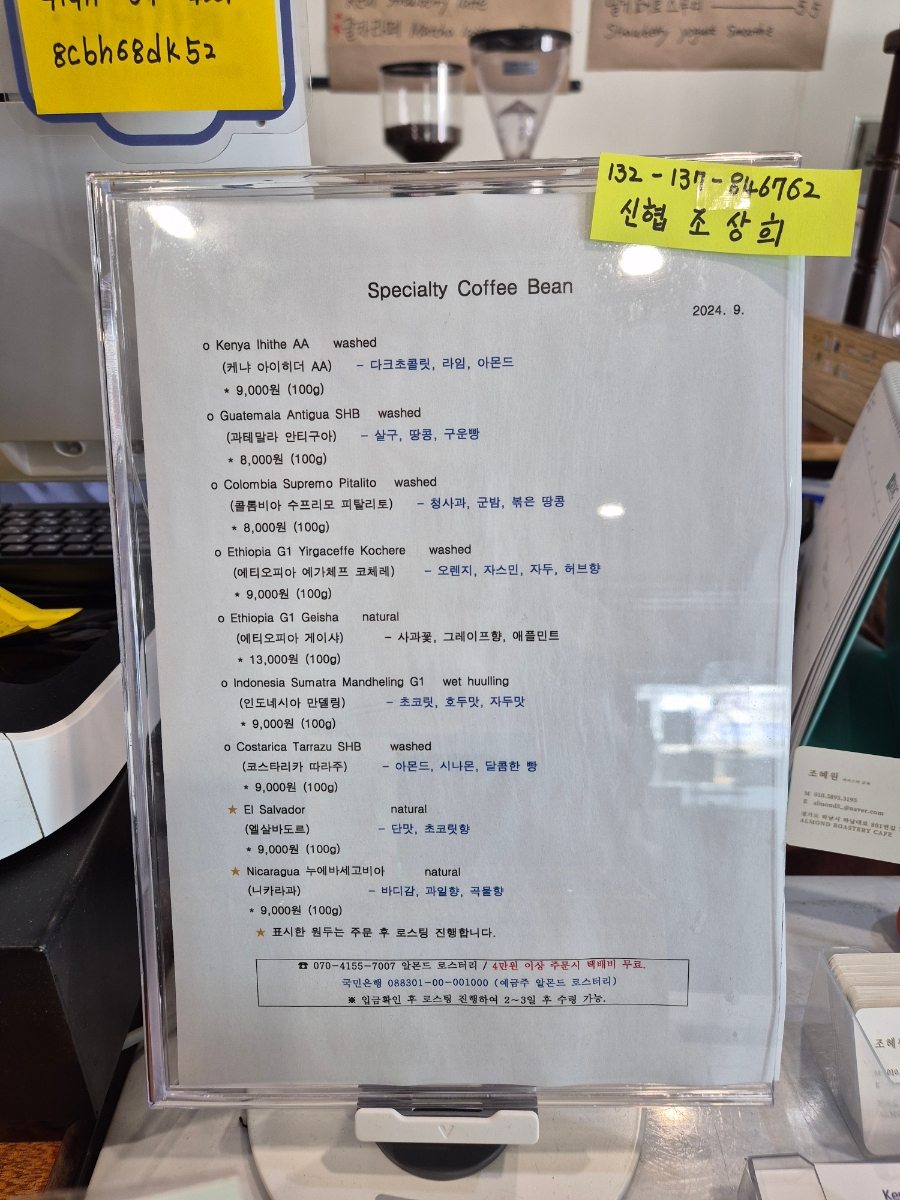 8cbh68dk52
Strawberry yogurt Smoothie
132-137-846762
신협 조상희
Specialty Coffee Bean
2024. 9.
o Kenya Ihithe AA washed
(케냐 아이히더 AA) - 다크초콜릿, 라임, 아몬드
* 9,000원 (100g)
o Guatemala Antigua SHB washed
(과테말라 안티구아) - 살구, 땅콩, 구운빵
* 8,000원 (100g)
o Colombia Supremo Pitalito washed
(콜롬비아 수프리모 피탈리토) - 청사과, 군밤, 볶은 땅콩
* 8,000원 (100g)
o Ethiopia G1 Yirgaceffe Kochere washed
(에티오피아 예가체프 코체레) - 오렌지, 자스민, 자두, 허브향
* 9,000원 (100g)
o Ethiopia G1 Geisha natural
(에티오피아 게이샤) - 사과꽃, 그레이프향, 애플민트
* 13,000원 (100g)
o Indonesia Sumatra Mandheling G1 wet huulling
(인도네시아 만델링) - 초코릿, 호두맛, 자두맛
* 9,000원 (100g)
o Costarica Tarrazu SHB washed
(코스타리카 따라주) - 아몬드, 시나몬, 달콤한 빵
* 9,000원 (100g)
★ El Salvador natural
(엘살바도르) - 단맛, 초코릿향
* 9,000원 (100g)
★ Nicaragua 누에바세고비아 natural
(니카라과) - 바디감, 과일향, 곡물향
* 9,000원 (100g)
★ 표시한 원두는 주문 후 로스팅 진행합니다.
☎ 070-4155-7007 알몬드 로스터리 / 4만원 이상 주문시 택배비 무료.
국민은행 088301-00-001000 (예금주 알몬드 로스터리)
※ 입금확인 후 로스팅 진행하여 2~3일 후 수령 가능.
조혜원
M 010.5895.3195
ALMOND ROASTERY CAFE
조혜원